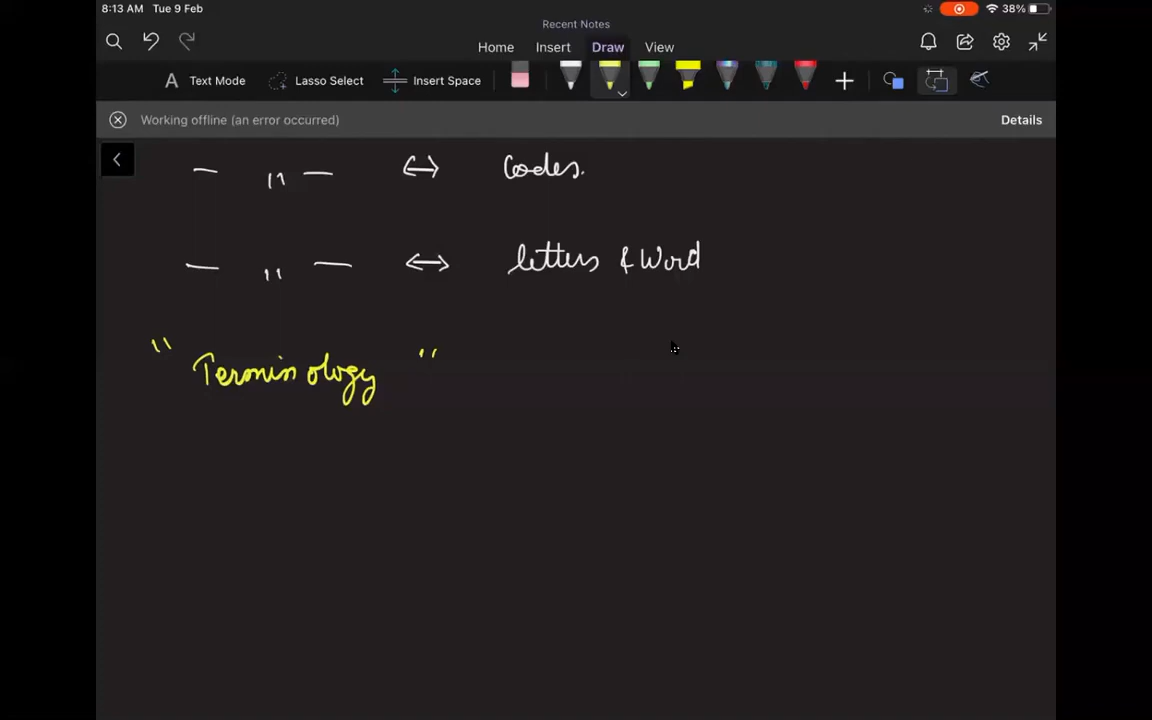 8:13 AM Tue 9 Feb
38%
Recent Notes
Home Insert Draw View
Text Mode Lasso Select Insert Space
Working offline (an error occurred) Details
— " — ⟷ Codes.
— " — ⟷ letters & Word
" Terminology "